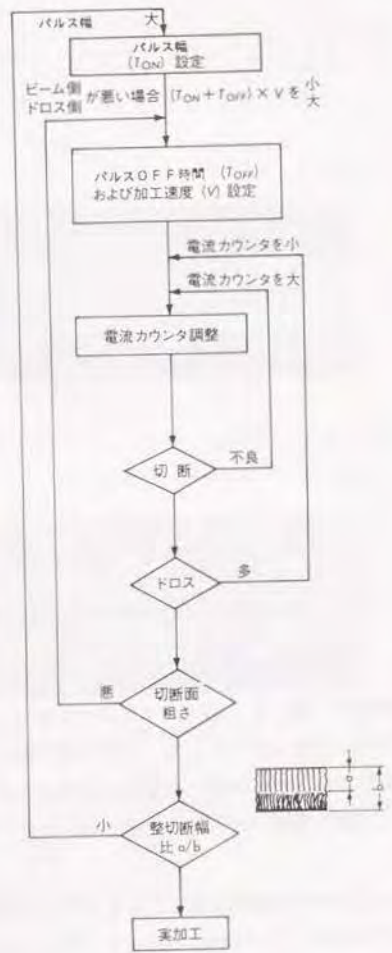 パルス幅 大
パルス幅
(TON) 設定
ビーム側
ドロス側
が悪い場合 (TON+TOFF)×Vを 小
大
パルスOFF時間 (TOFF)
および加工速度 (V) 設定
電流カウンタを小
電流カウンタを大
電流カウンタ調整
切断
不良
ドロス
多
悪
切断面
粗さ
小
整切断幅
比 a/b
a
b
実加工